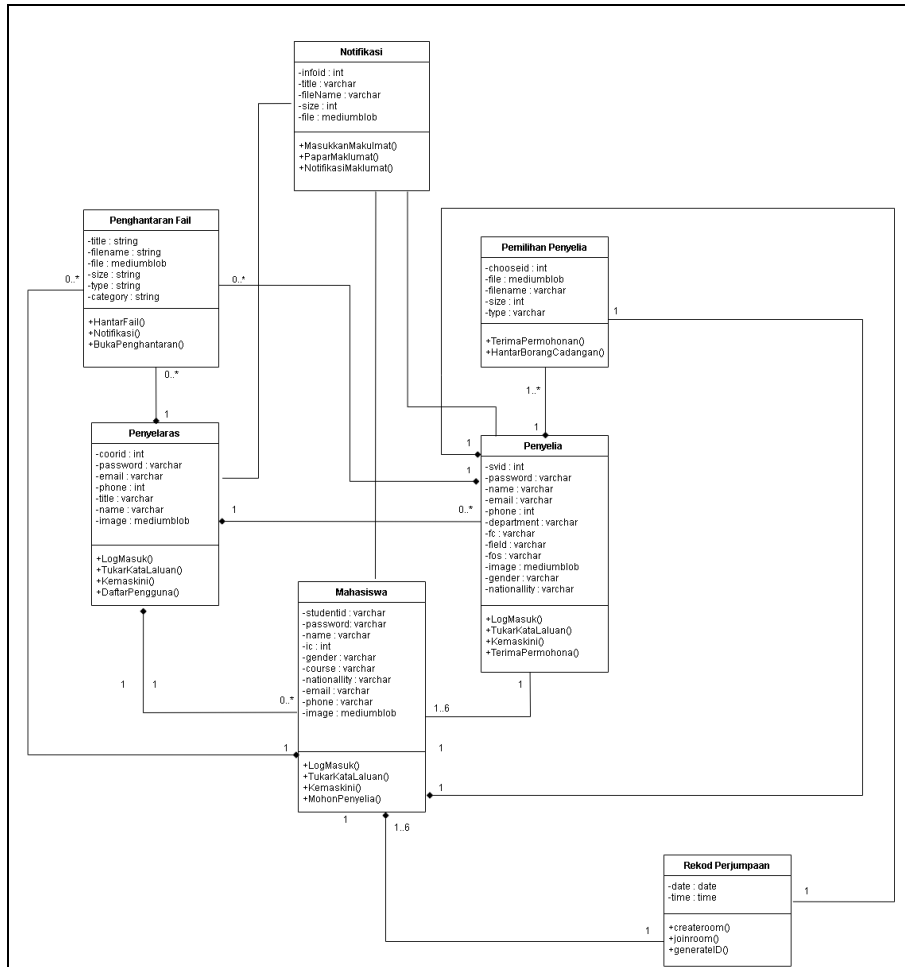 Notifikasi
-infoid : int
-title : varchar
-fileName : varchar
-size : int
-file : mediumblob
+MasukkanMakulmat()
+PaparMaklumat()
+NotifikasiMaklumat()
Penghantaran Fail
-title : string
-filename : string
-file : mediumblob
-size : string
-type : string
-category : string
+HantarFail()
+Notifikasi()
+BukaPenghantaran()
0..*
0..*
0..*
1
Pemilihan Penyelia
-chooseid : int
-file : mediumblob
-filename : varchar
-size : int
-type : varchar
+TerimaPermohonan()
+HantarBorangCadangan()
1
1..*
1
Penyelaras
-coorid : int
-password : varchar
-email : varchar
-phone : int
-title : varchar
-name : varchar
-image : mediumblob
+LogMasuk()
+TukarKataLaluan()
+Kemaskini()
+DaftarPengguna()
1
0..*
1
1
Penyelia
-svid : int
-password : varchar
-name : varchar
-email : varchar
-phone : int
-department : varchar
-fc : varchar
-field : varchar
-fos : varchar
-image : mediumblob
-gender : varchar
-nationallity : varchar
+LogMasuk()
+TukarKataLaluan()
+Kemaskini()
+TerimaPermohona()
1
1..6
1
1
0..*
Mahasiswa
-studentid : varchar
-password: varchar
-name : varchar
-ic : int
-gender : varchar
-course : varchar
-nationallity : varchar
-email : varchar
-phone : varchar
-image : mediumblob
+LogMasuk()
+TukarKataLaluan()
+Kemaskini()
+MohonPenyelia()
1
1
1
1
1..6
Rekod Perjumpaan
-date : date
-time : time
+createroom()
+joinroom()
+generateID()
1
1